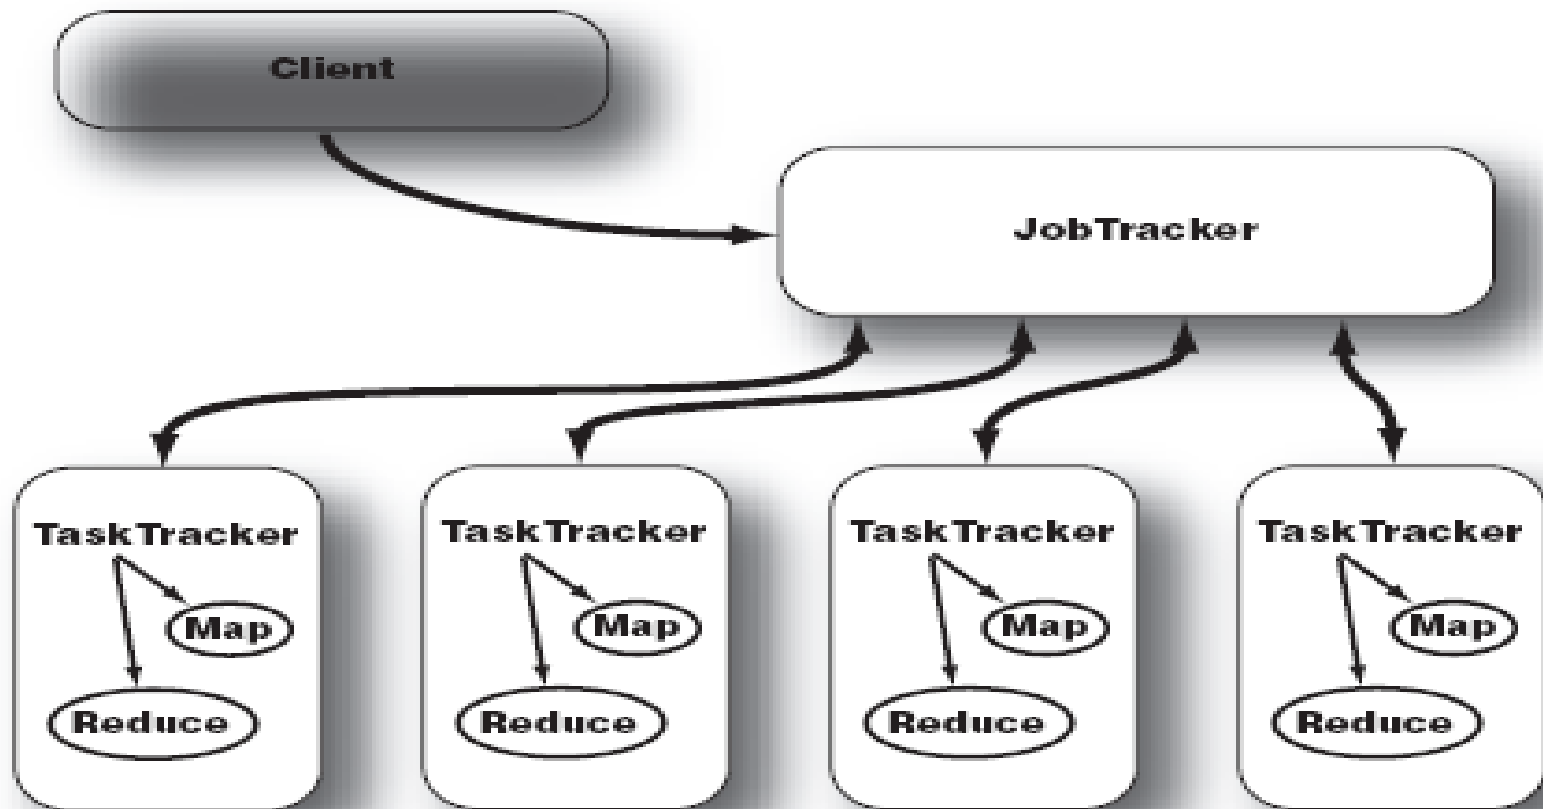 Client
JobTracker
TaskTracker
Map
Reduce
TaskTracker
Map
Reduce
TaskTracker
Map
Reduce
TaskTracker
Map
Reduce